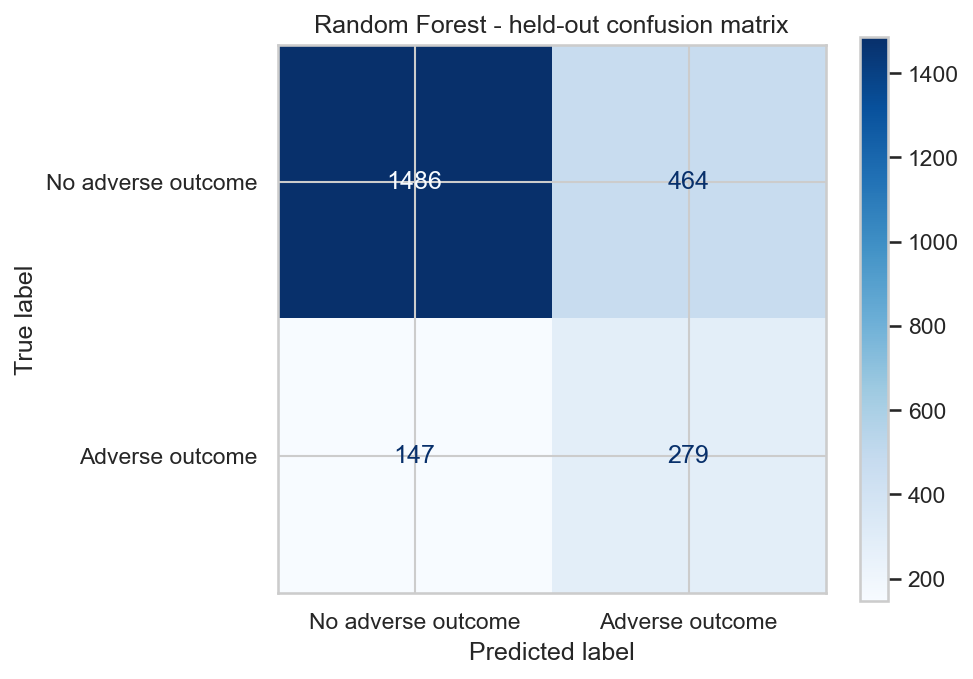 Random Forest - held-out confusion matrix
No adverse outcome
1486
464
Adverse outcome
147
279
True label
No adverse outcome
Adverse outcome
Predicted label
1400
1200
1000
800
600
400
200